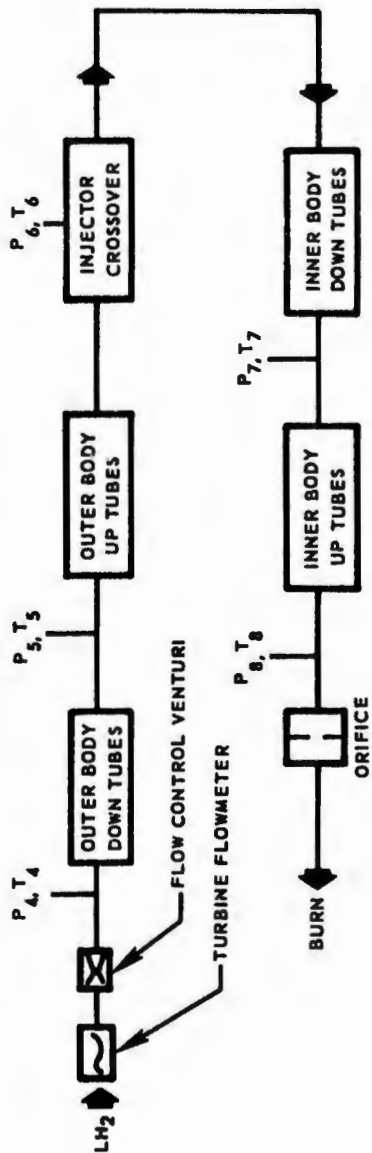 LH2
TURBINE FLOWMETER
FLOW CONTROL VENTURI
P4, T4
OUTER BODY
DOWN TUBES
P5, T5
OUTER BODY
UP TUBES
P6, T6
INJECTOR
CROSSOVER
INNER BODY
DOWN TUBES
P7, T7
INNER BODY
UP TUBES
P8, T8
ORIFICE
BURN